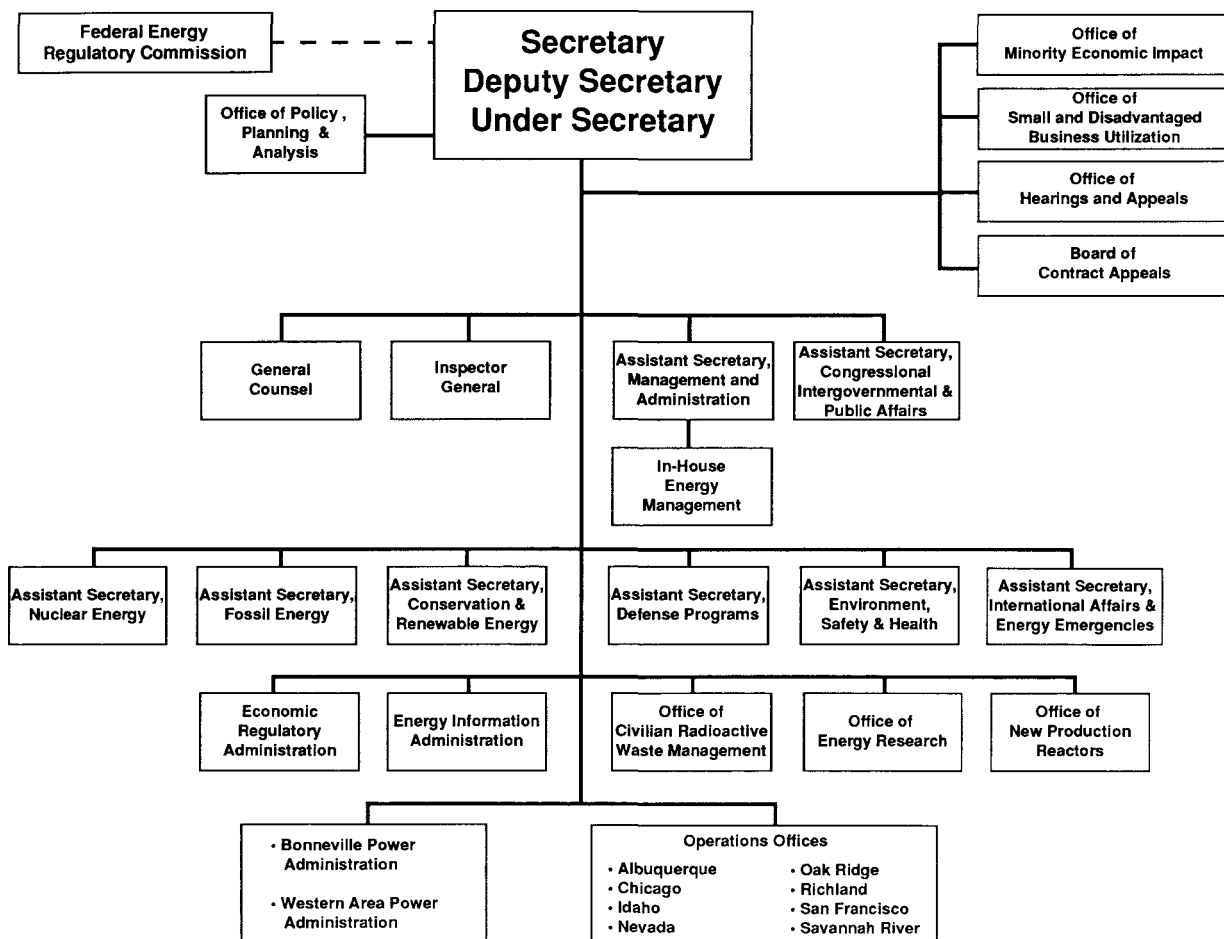 Federal Energy
Regulatory Commission
Secretary
Deputy Secretary
Under Secretary
Office of Policy ,
Planning &
Analysis
Office of
Minority Economic Impact
Office of
Small and Disadvantaged
Business Utilization
Office of
Hearings and Appeals
Board of
Contract Appeals
General
Counsel
Inspector
General
Assistant Secretary,
Management and
Administration
Assistant Secretary,
Congressional
Intergovernmental &
Public Affairs
In-House
Energy
Management
Assistant Secretary,
Nuclear Energy
Assistant Secretary,
Fossil Energy
Assistant Secretary,
Conservation &
Renewable Energy
Assistant Secretary,
Defense Programs
Assistant Secretary,
Environment,
Safety & Health
Assistant Secretary,
International Affairs &
Energy Emergencies
Economic
Regulatory
Administration
Energy Information
Administration
Office of
Civilian Radioactive
Waste Management
Office of
Energy Research
Office of
New Production
Reactors
• Bonneville Power
Administration
• Western Area Power
Administration
Operations Offices
• Albuquerque
• Chicago
• Idaho
• Nevada
• Oak Ridge
• Richland
• San Francisco
• Savannah River